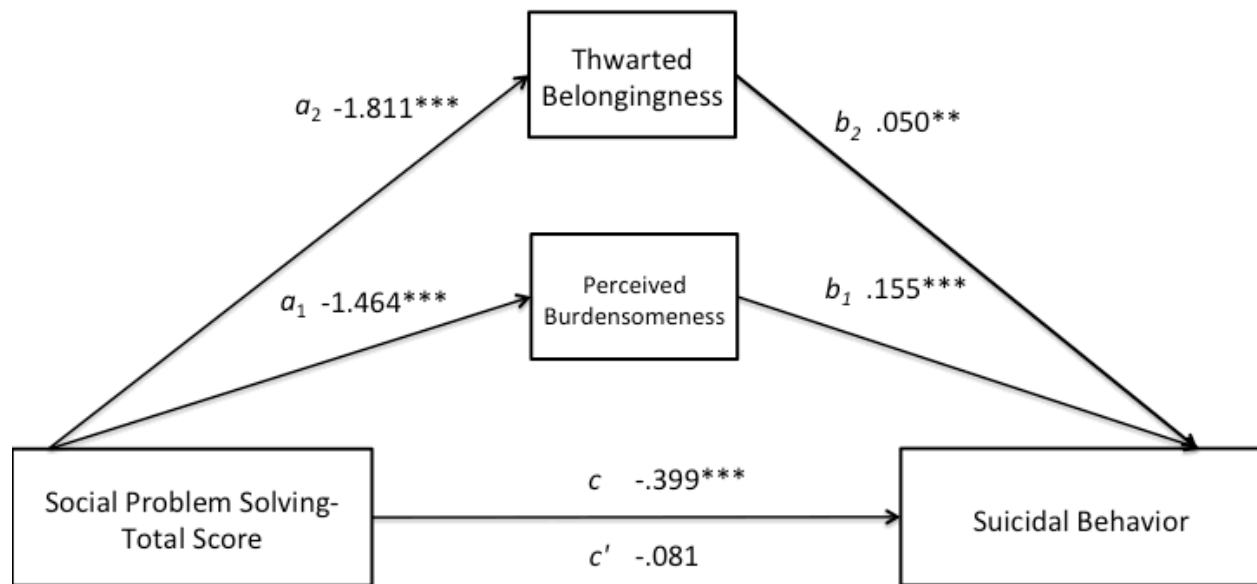 Thwarted
Belongingness
a2 -1.811***
b2 .050**
Perceived
Burdensomeness
a1 -1.464***
b1 .155***
Social Problem Solving-
Total Score
c -.399***
c' -.081
Suicidal Behavior